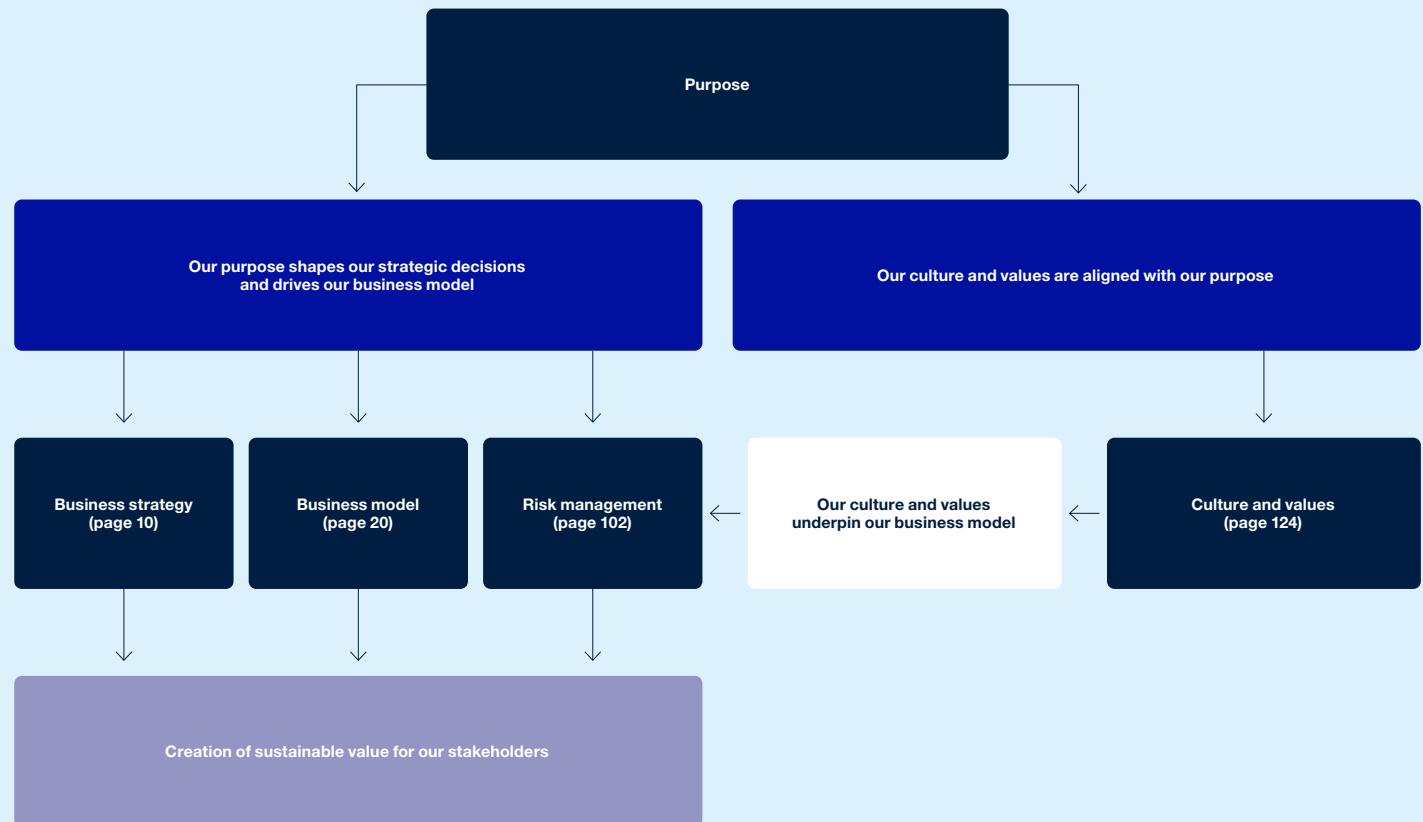 Purpose
Our purpose shapes our strategic decisions
and drives our business model
Our culture and values are aligned with our purpose
Business strategy
(page 10)
Business model
(page 20)
Risk management
(page 102)
Our culture and values
underpin our business model
Culture and values
(page 124)
Creation of sustainable value for our stakeholders